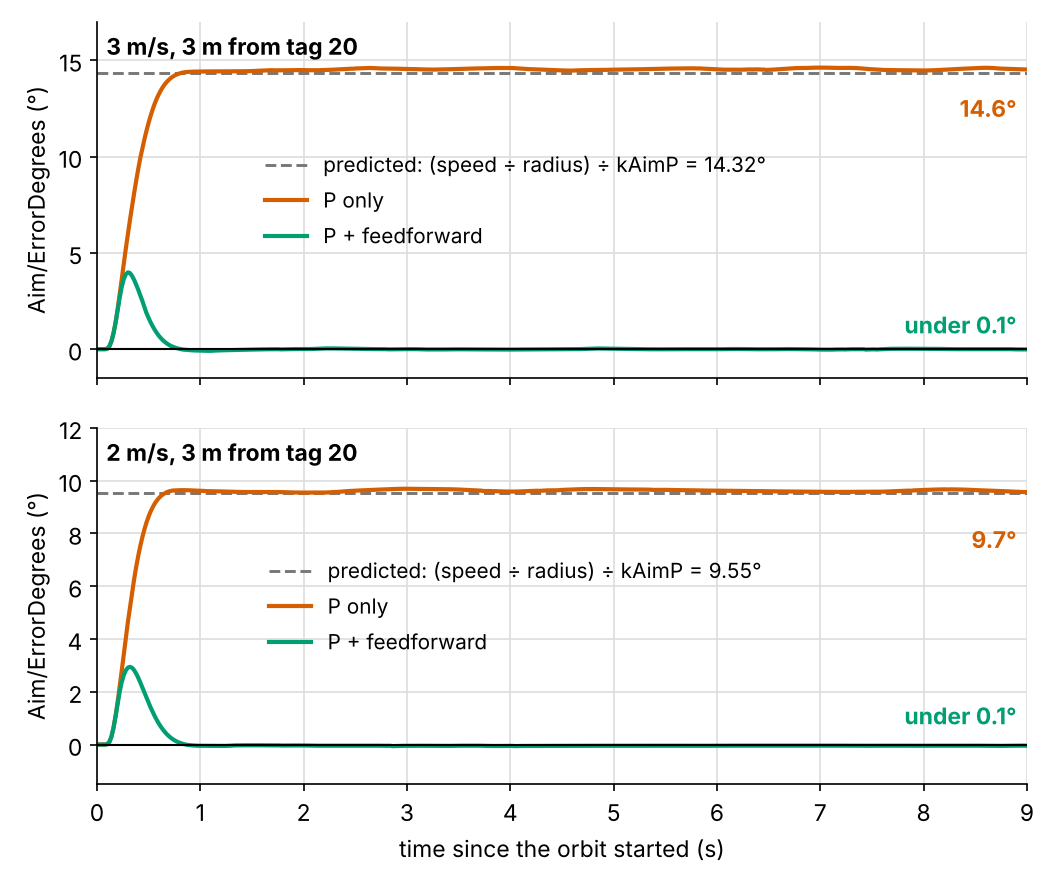 3 m/s, 3 m from tag 20
Aim/ErrorDegrees (°)
15
10
5
0
predicted: (speed ÷ radius) ÷ kAimP = 14.32°
P only
P + feedforward
14.6°
under 0.1°
2 m/s, 3 m from tag 20
Aim/ErrorDegrees (°)
12
10
8
6
4
2
0
predicted: (speed ÷ radius) ÷ kAimP = 9.55°
P only
P + feedforward
9.7°
under 0.1°
0 1 2 3 4 5 6 7 8 9
time since the orbit started (s)